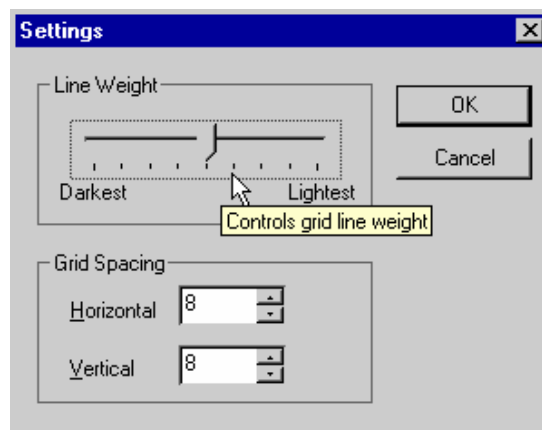 Settings
Line Weight
OK
Cancel
Darkest Lightest
Controls grid line weight
Grid Spacing
Horizontal 8
Vertical 8